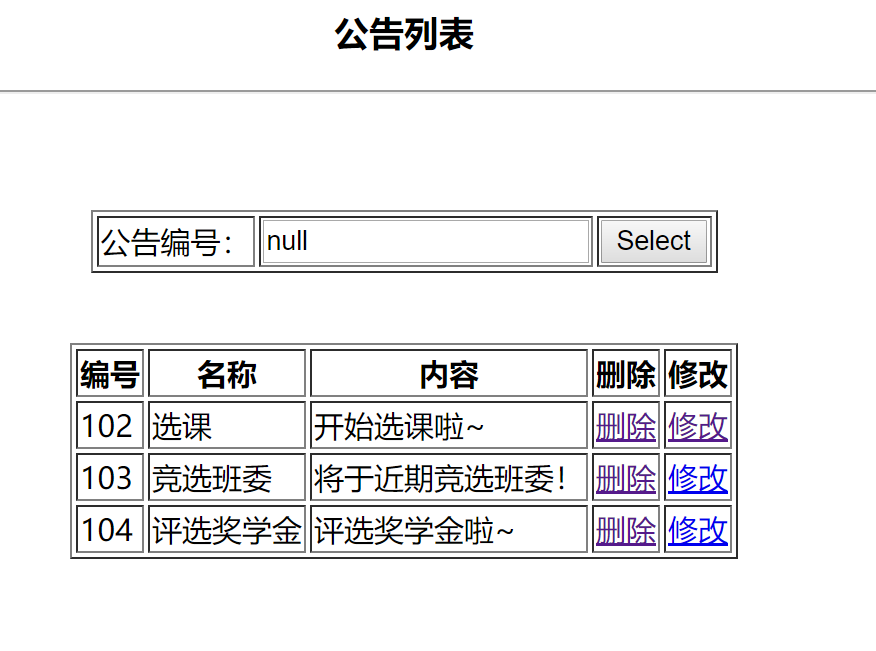 公告列表
公告编号： null Select
编号 名称 内容 删除 修改
102 选课 开始选课啦~ 删除 修改
103 竞选班委 将于近期竞选班委！ 删除 修改
104 评选奖学金 评选奖学金啦~ 删除 修改